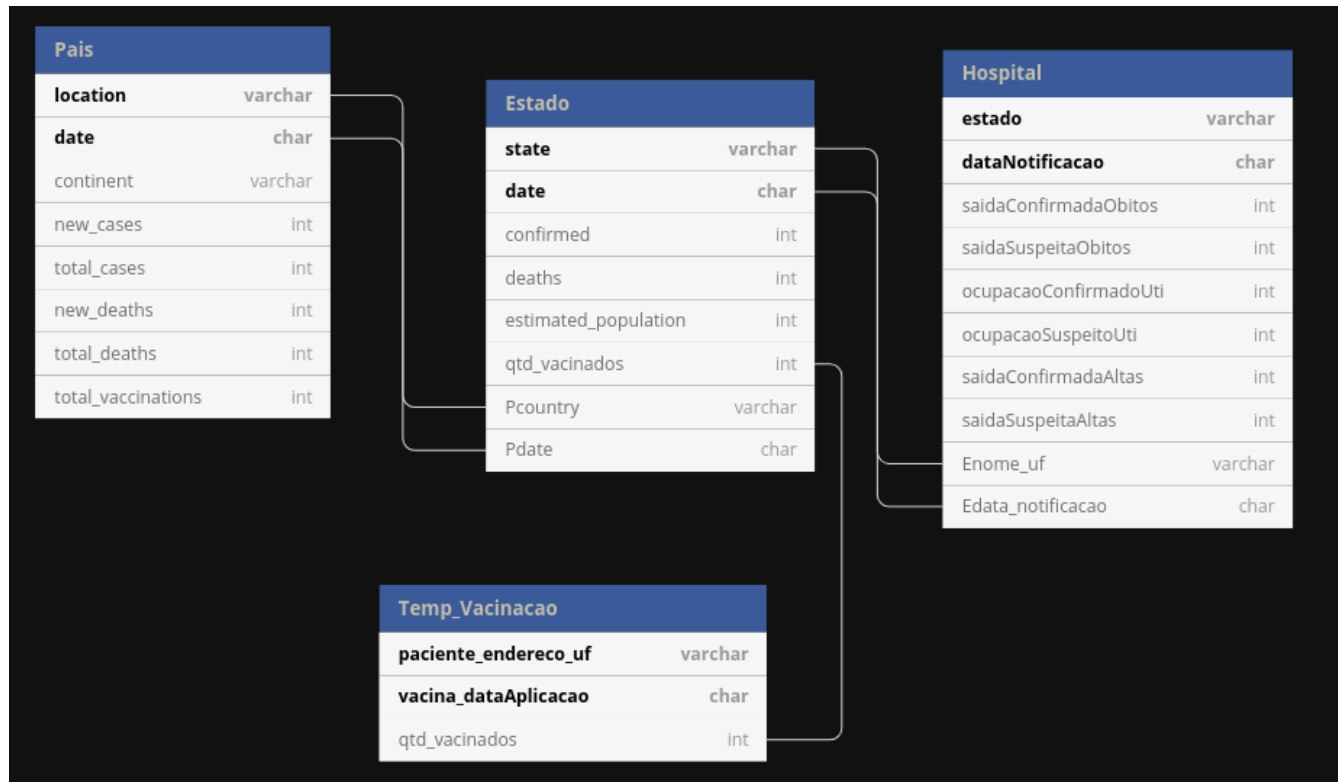 Pais
location varchar
date char
continent varchar
new_cases int
total_cases int
new_deaths int
total_deaths int
total_vaccinations int
Estado
state varchar
date char
confirmed int
deaths int
estimated_population int
qtd_vacinados int
Pcountry varchar
Pdate char
Hospital
estado varchar
dataNotificacao char
saidaConfirmadaObitos int
saidaSuspeitaObitos int
ocupacaoConfirmadoUti int
ocupacaoSuspeitoUti int
saidaConfirmadaAltas int
saidaSuspeitaAltas int
Enome_uf varchar
Edata_notificacao char
Temp_Vacinacao
paciente_endereco_uf varchar
vacina_dataAplicacao char
qtd_vacinados int